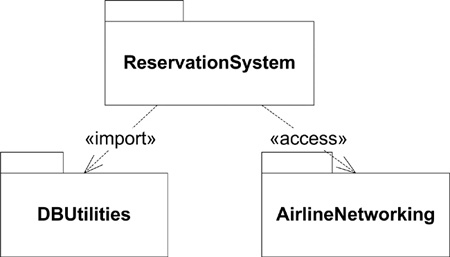 ReservationSystem
«import»
«access»
DBUtilities
AirlineNetworking